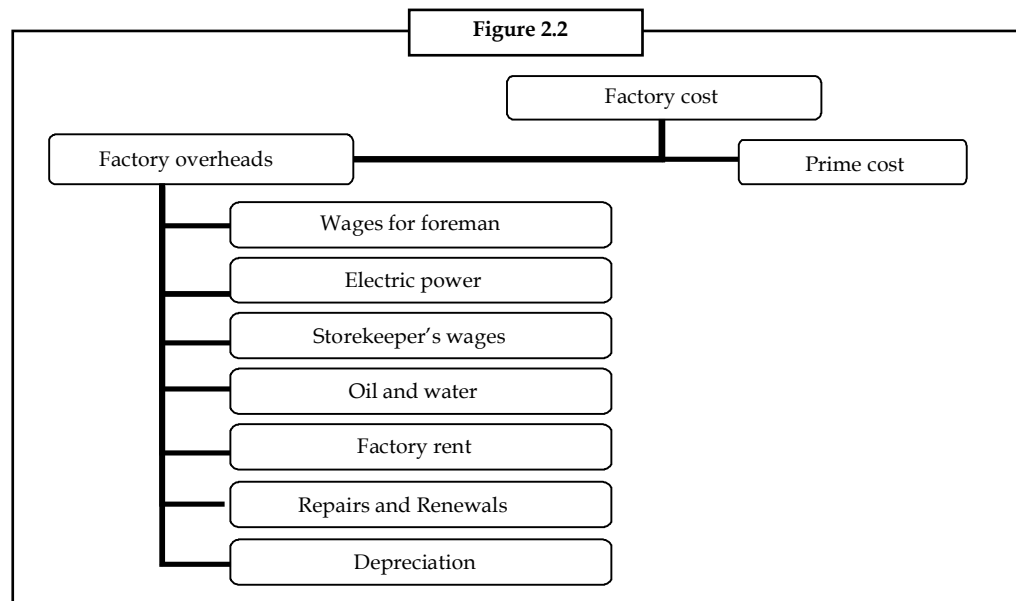 Figure 2.2
Factory cost
Factory overheads
Prime cost
Wages for foreman
Electric power
Storekeeper’s wages
Oil and water
Factory rent
Repairs and Renewals
Depreciation